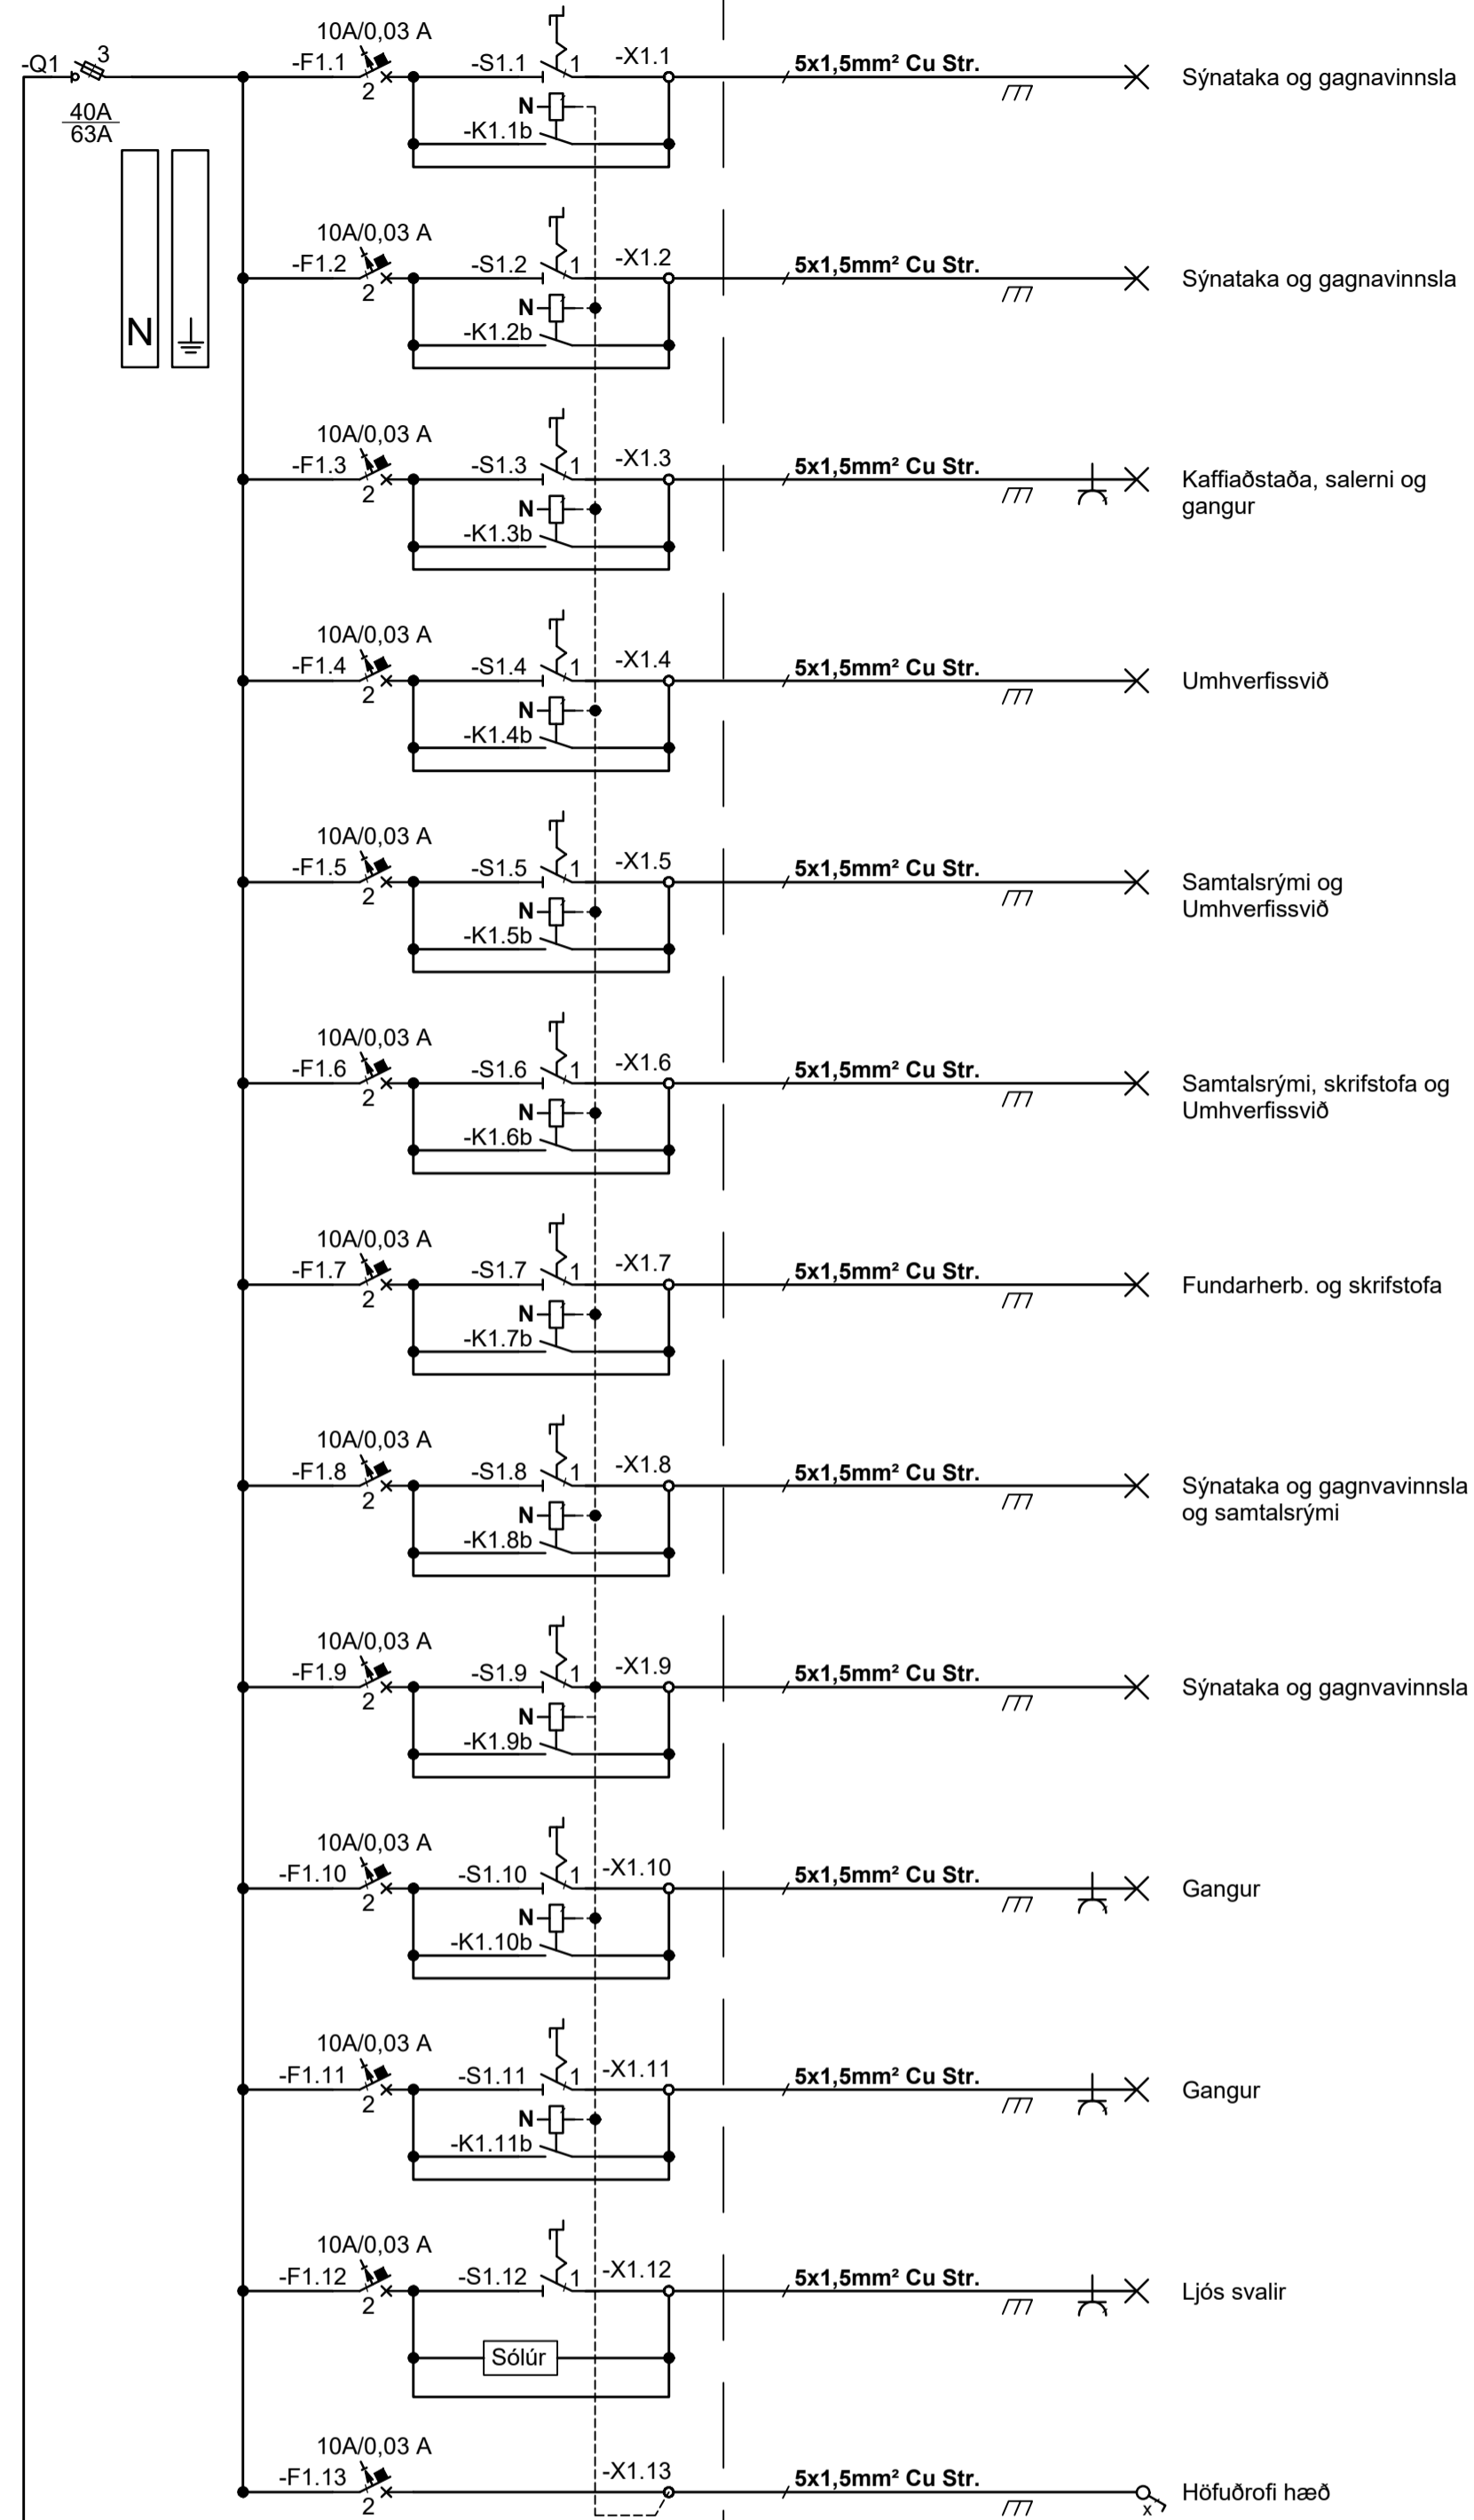 -Q1
3
40A
63A
N
10A/0,03 A
-F1.1
2
-S1.1
1
-X1.1
N
-K1.1b
5x1,5mm² Cu Str.
Sýnataka og gagnavinnsla
10A/0,03 A
-F1.2
2
-S1.2
1
-X1.2
N
-K1.2b
5x1,5mm² Cu Str.
Sýnataka og gagnavinnsla
10A/0,03 A
-F1.3
2
-S1.3
1
-X1.3
N
-K1.3b
5x1,5mm² Cu Str.
Kaffiaðstaða, salerni og
gangur
10A/0,03 A
-F1.4
2
-S1.4
1
-X1.4
N
-K1.4b
5x1,5mm² Cu Str.
Umhverfissvið
10A/0,03 A
-F1.5
2
-S1.5
1
-X1.5
N
-K1.5b
5x1,5mm² Cu Str.
Samtalsrými og
Umhverfissvið
10A/0,03 A
-F1.6
2
-S1.6
1
-X1.6
N
-K1.6b
5x1,5mm² Cu Str.
Samtalsrými, skrifstofa og
Umhverfissvið
10A/0,03 A
-F1.7
2
-S1.7
1
-X1.7
N
-K1.7b
5x1,5mm² Cu Str.
Fundarherb. og skrifstofa
10A/0,03 A
-F1.8
2
-S1.8
1
-X1.8
N
-K1.8b
5x1,5mm² Cu Str.
Sýnataka og gagnvavinnsla
og samtalsrými
10A/0,03 A
-F1.9
2
-S1.9
1
-X1.9
N
-K1.9b
5x1,5mm² Cu Str.
Sýnataka og gagnvavinnsla
10A/0,03 A
-F1.10
2
-S1.10
1
-X1.10
N
-K1.10b
5x1,5mm² Cu Str.
Gangur
10A/0,03 A
-F1.11
2
-S1.11
1
-X1.11
N
-K1.11b
5x1,5mm² Cu Str.
Gangur
10A/0,03 A
-F1.12
2
-S1.12
1
-X1.12
Sólúr
5x1,5mm² Cu Str.
Ljós svalir
10A/0,03 A
-F1.13
2
-X1.13
5x1,5mm² Cu Str.
x
Höfuðrofi hæð